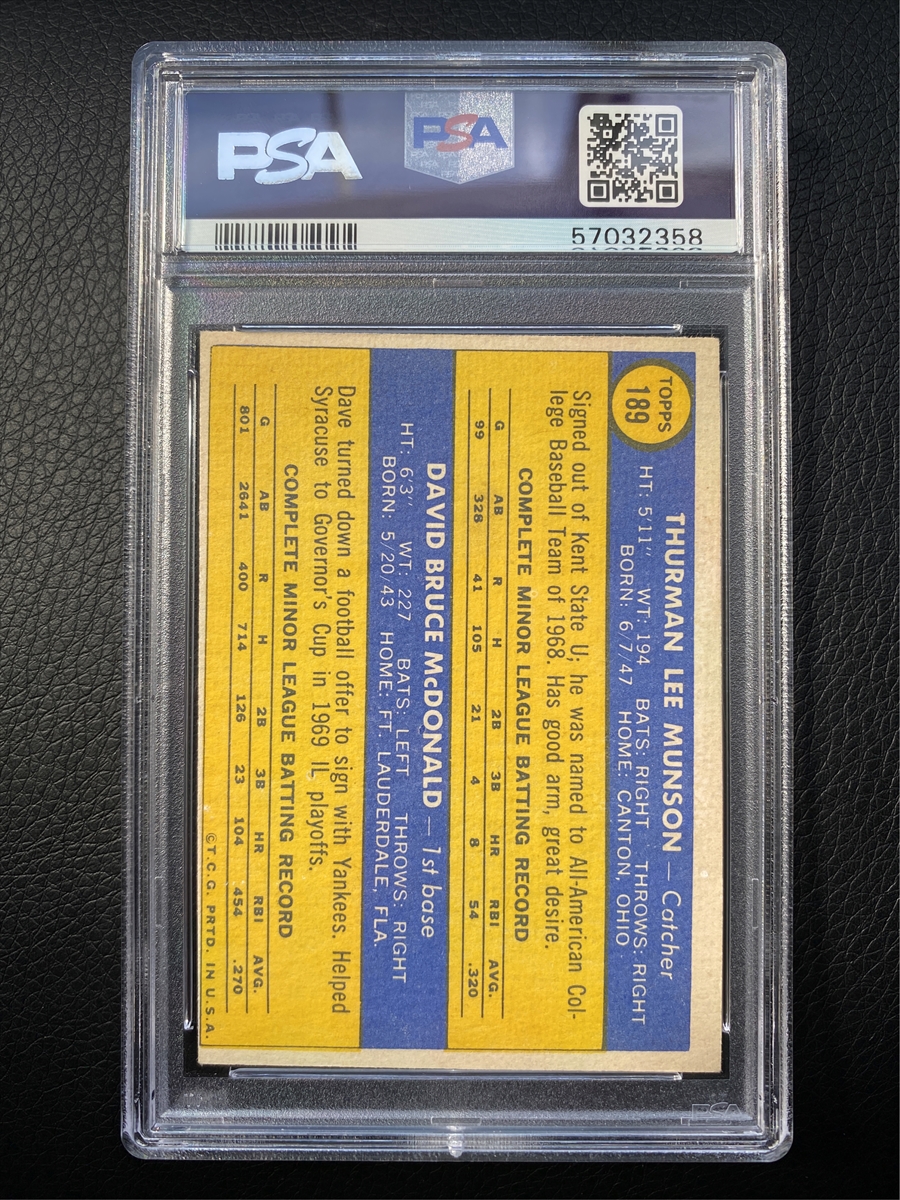 PSA
PSA
57032358
TOPPS
189
THURMAN LEE MUNSON — Catcher
HT: 5'11" WT: 194 BATS: RIGHT THROWS: RIGHT
BORN: 6/7/47 HOME: CANTON, OHIO
Signed out of Kent State U; he was named to All-American Col-
lege Baseball Team of 1968. Has good arm, great desire.
COMPLETE MINOR LEAGUE BATTING RECORD
G AB R H 2B 3B HR RBI AVG.
99 328 41 105 21 4 8 54 .320
DAVID BRUCE McDONALD — 1st base
HT: 6'3" WT: 227 BATS: LEFT THROWS: RIGHT
BORN: 5/20/43 HOME: FT. LAUDERDALE, FLA.
Dave turned down a football offer to sign with Yankees. Helped
Syracuse to Governor's Cup in 1969 IL playoffs.
COMPLETE MINOR LEAGUE BATTING RECORD
G AB R H 2B 3B HR RBI AVG.
801 2641 400 714 126 23 104 454 .270
©T.C.G. PRTD. IN U.S.A.
PSA